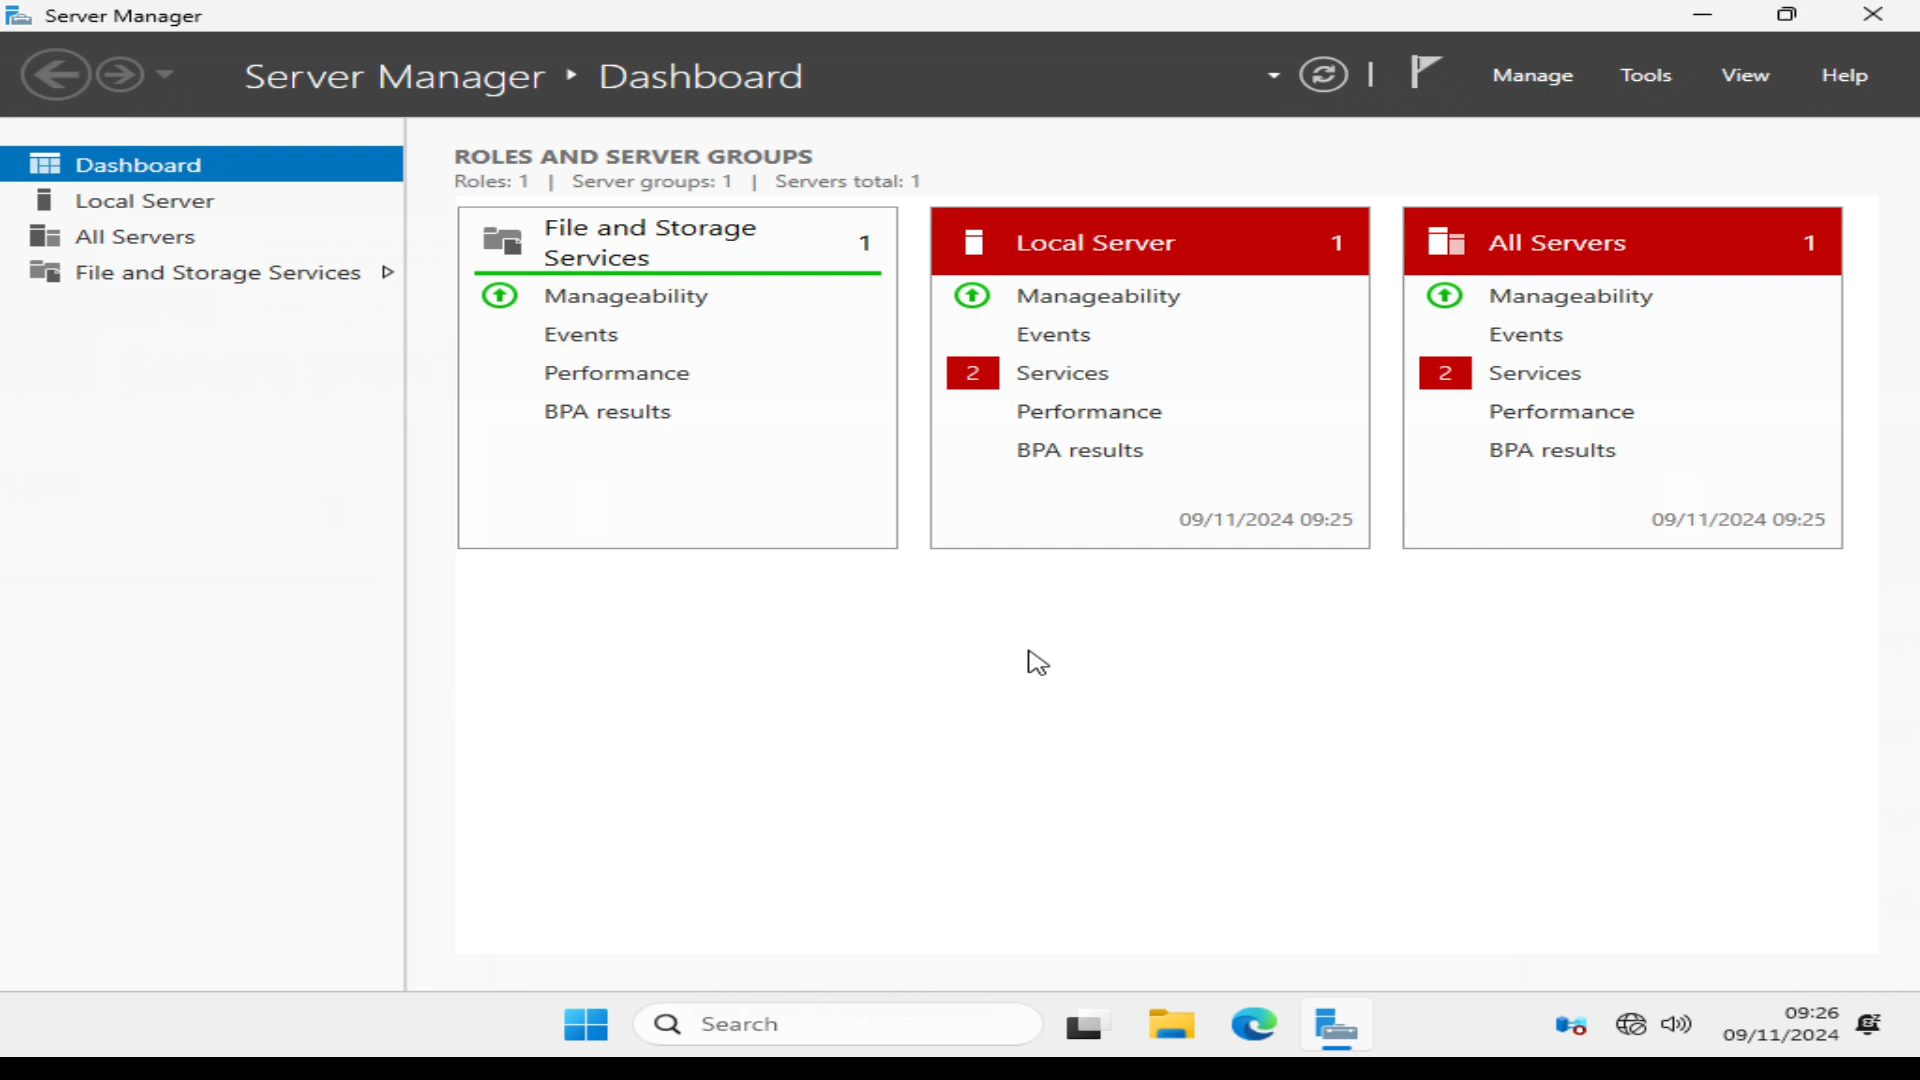 Server Manager
Server Manager ‣ Dashboard
Manage Tools View Help
Dashboard
Local Server
All Servers
File and Storage Services
ROLES AND SERVER GROUPS
Roles: 1 | Server groups: 1 | Servers total: 1
File and Storage
Services
1
Manageability
Events
Performance
BPA results
Local Server 1
Manageability
Events
2 Services
Performance
BPA results
09/11/2024 09:25
All Servers 1
Manageability
Events
2 Services
Performance
BPA results
09/11/2024 09:25
Search
09:26
09/11/2024